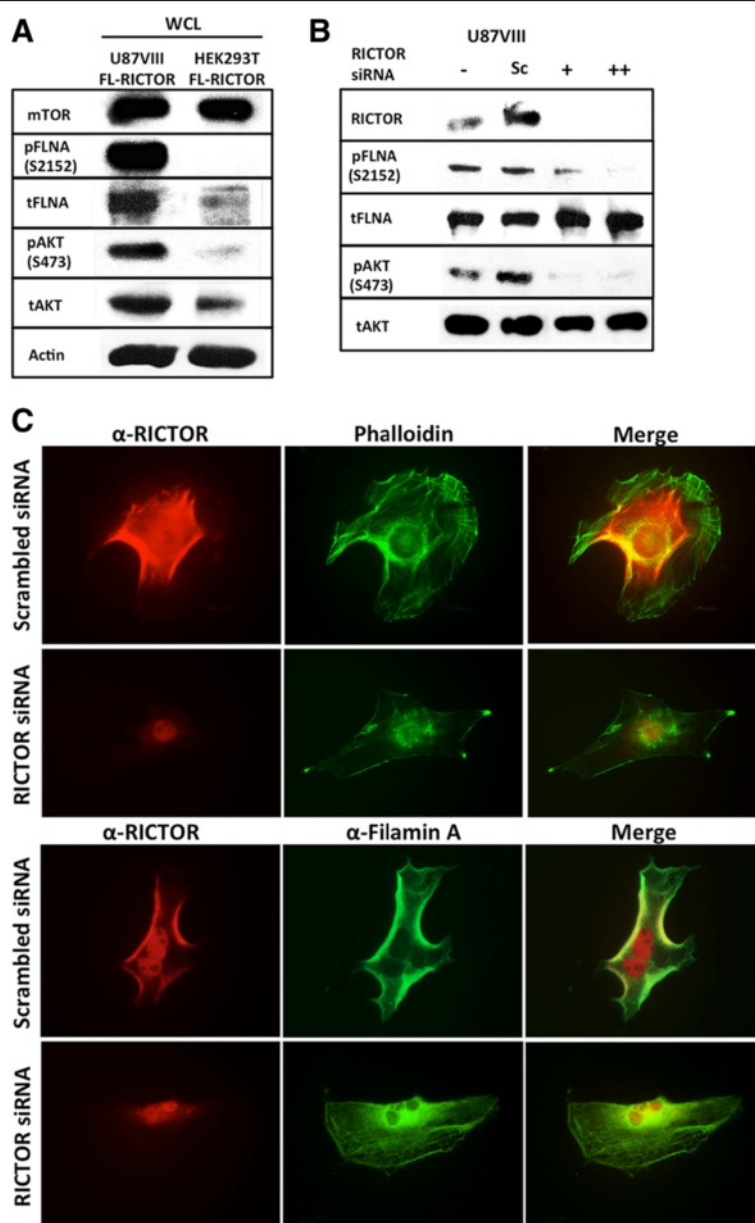 A
WCL
U87VIII HEK293T
FL-RICTOR FL-RICTOR
mTOR
pFLNA
(S2152)
tFLNA
pAKT
(S473)
tAKT
Actin
B
U87VIII
RICTOR
siRNA - Sc + ++
RICTOR
pFLNA
(S2152)
tFLNA
pAKT
(S473)
tAKT
C
α-RICTOR Phalloidin Merge
Scrambled siRNA
RICTOR siRNA
α-RICTOR α-Filamin A Merge
Scrambled siRNA
RICTOR siRNA